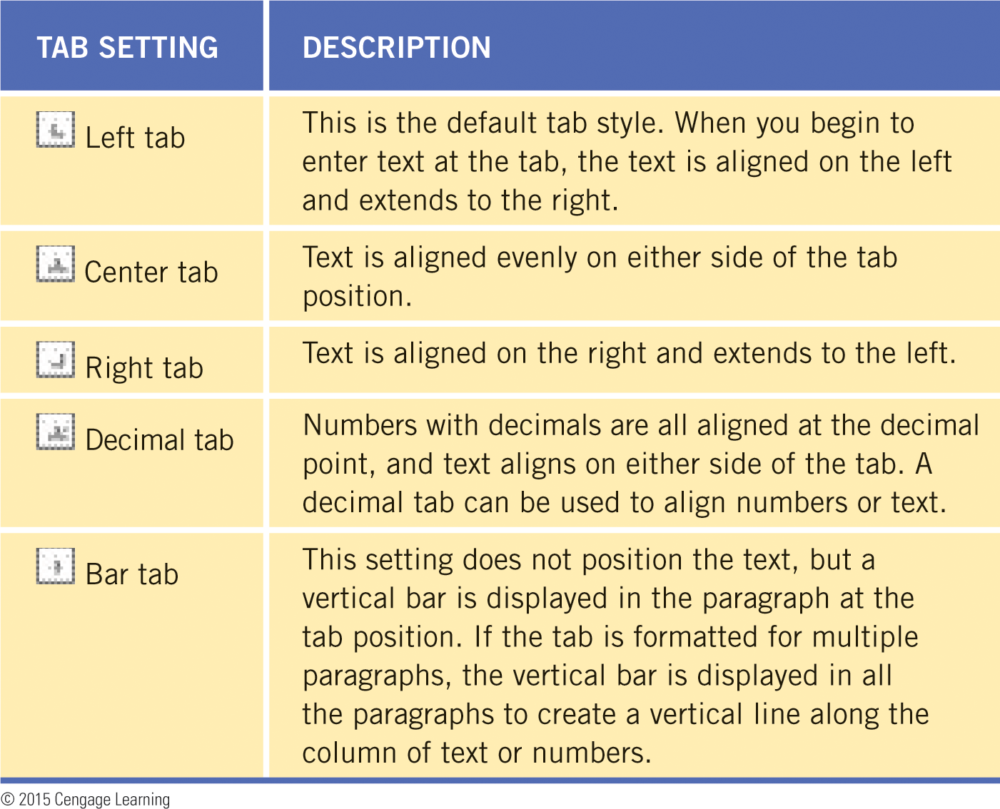 TAB SETTING DESCRIPTION
Left tab
This is the default tab style. When you begin to
enter text at the tab, the text is aligned on the left
and extends to the right.
Center tab
Text is aligned evenly on either side of the tab
position.
Right tab
Text is aligned on the right and extends to the left.
Decimal tab
Numbers with decimals are all aligned at the decimal
point, and text aligns on either side of the tab. A
decimal tab can be used to align numbers or text.
Bar tab
This setting does not position the text, but a
vertical bar is displayed in the paragraph at the
tab position. If the tab is formatted for multiple
paragraphs, the vertical bar is displayed in all
the paragraphs to create a vertical line along the
column of text or numbers.
© 2015 Cengage Learning